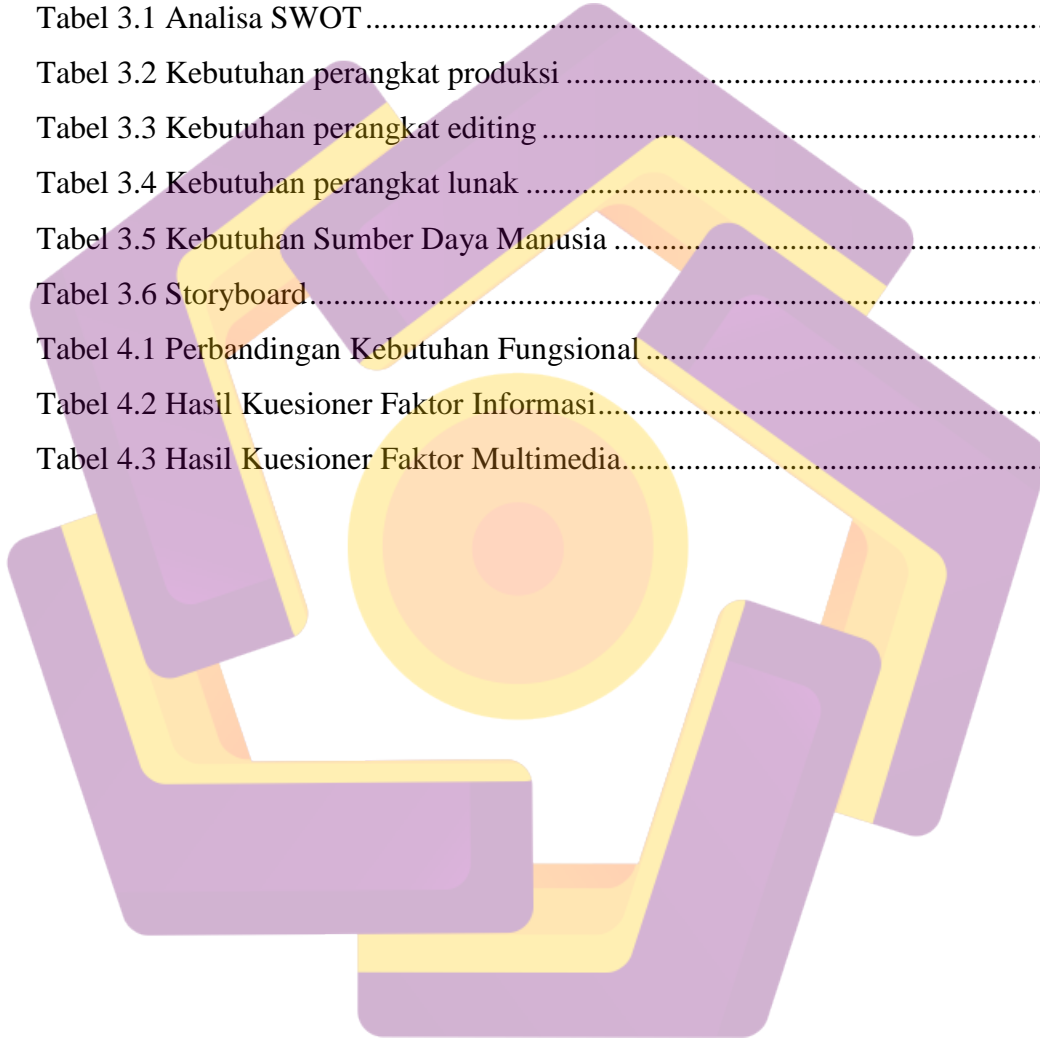 Tabel 3.1 Analisa SWOT........................................................................
Tabel 3.2 Kebutuhan perangkat produksi ..................................................
Tabel 3.3 Kebutuhan perangkat editing .....................................................
Tabel 3.4 Kebutuhan perangkat lunak .......................................................
Tabel 3.5 Kebutuhan Sumber Daya Manusia .............................................
Tabel 3.6 Storyboard..............................................................................
Tabel 4.1 Perbandingan Kebutuhan Fungsional .........................................
Tabel 4.2 Hasil Kuesioner Faktor Informasi...............................................
Tabel 4.3 Hasil Kuesioner Faktor Multimedia............................................